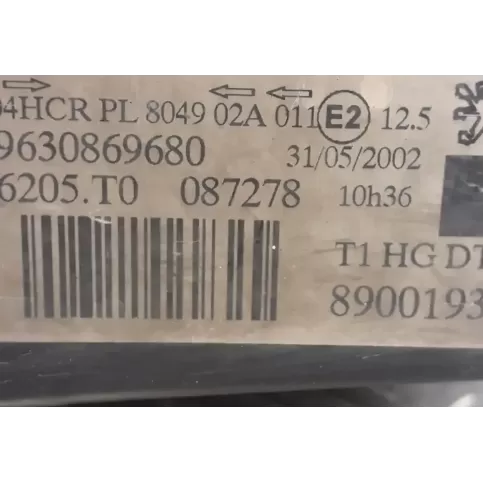 04HCR PL 8049 02A 011 E2 12.5
9630869680 31/05/2002
6205.T0 087278 10h36
T1 HG DT
8900193